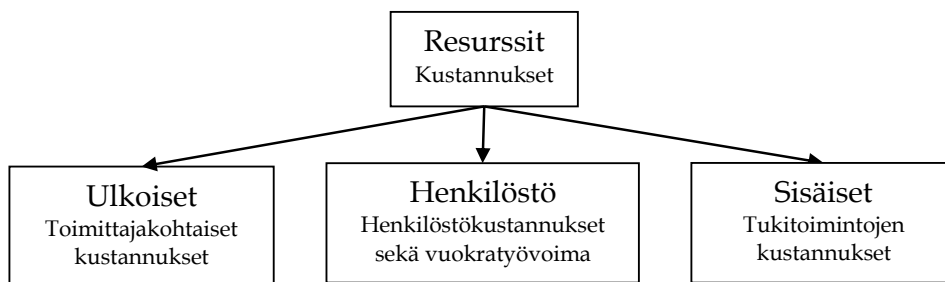 Resurssit
Kustannukset
Ulkoiset
Toimittajakohtaiset
kustannukset
Henkilöstö
Henkilöstökustannukset
sekä vuokratyövoima
Sisäiset
Tukitoimintojen
kustannukset